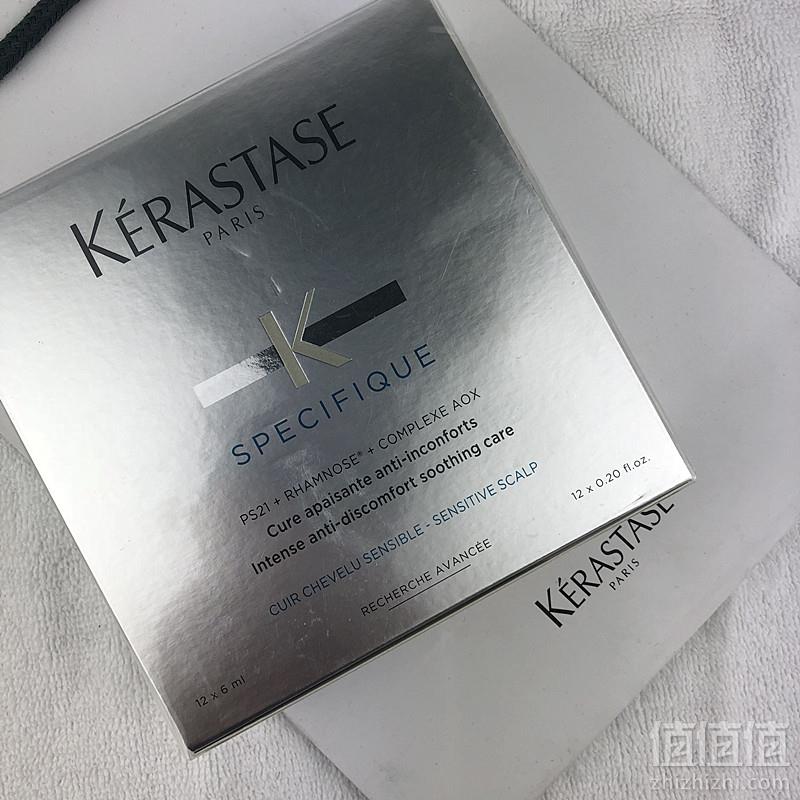 KÉRASTASE
PARIS
K
SPECIFIQUE
PS21 + RHAMNOSE® + COMPLEXE AOX
Cure apaisante anti-inconforts
Intense anti-discomfort soothing care
CUIR CHEVELU SENSIBLE - SENSITIVE SCALP
RECHERCHE AVANCÉE
12 x 6 ml
12 x 0.20 fl.oz.
KÉRASTASE
PARIS
值值值
zhizhizhi.com